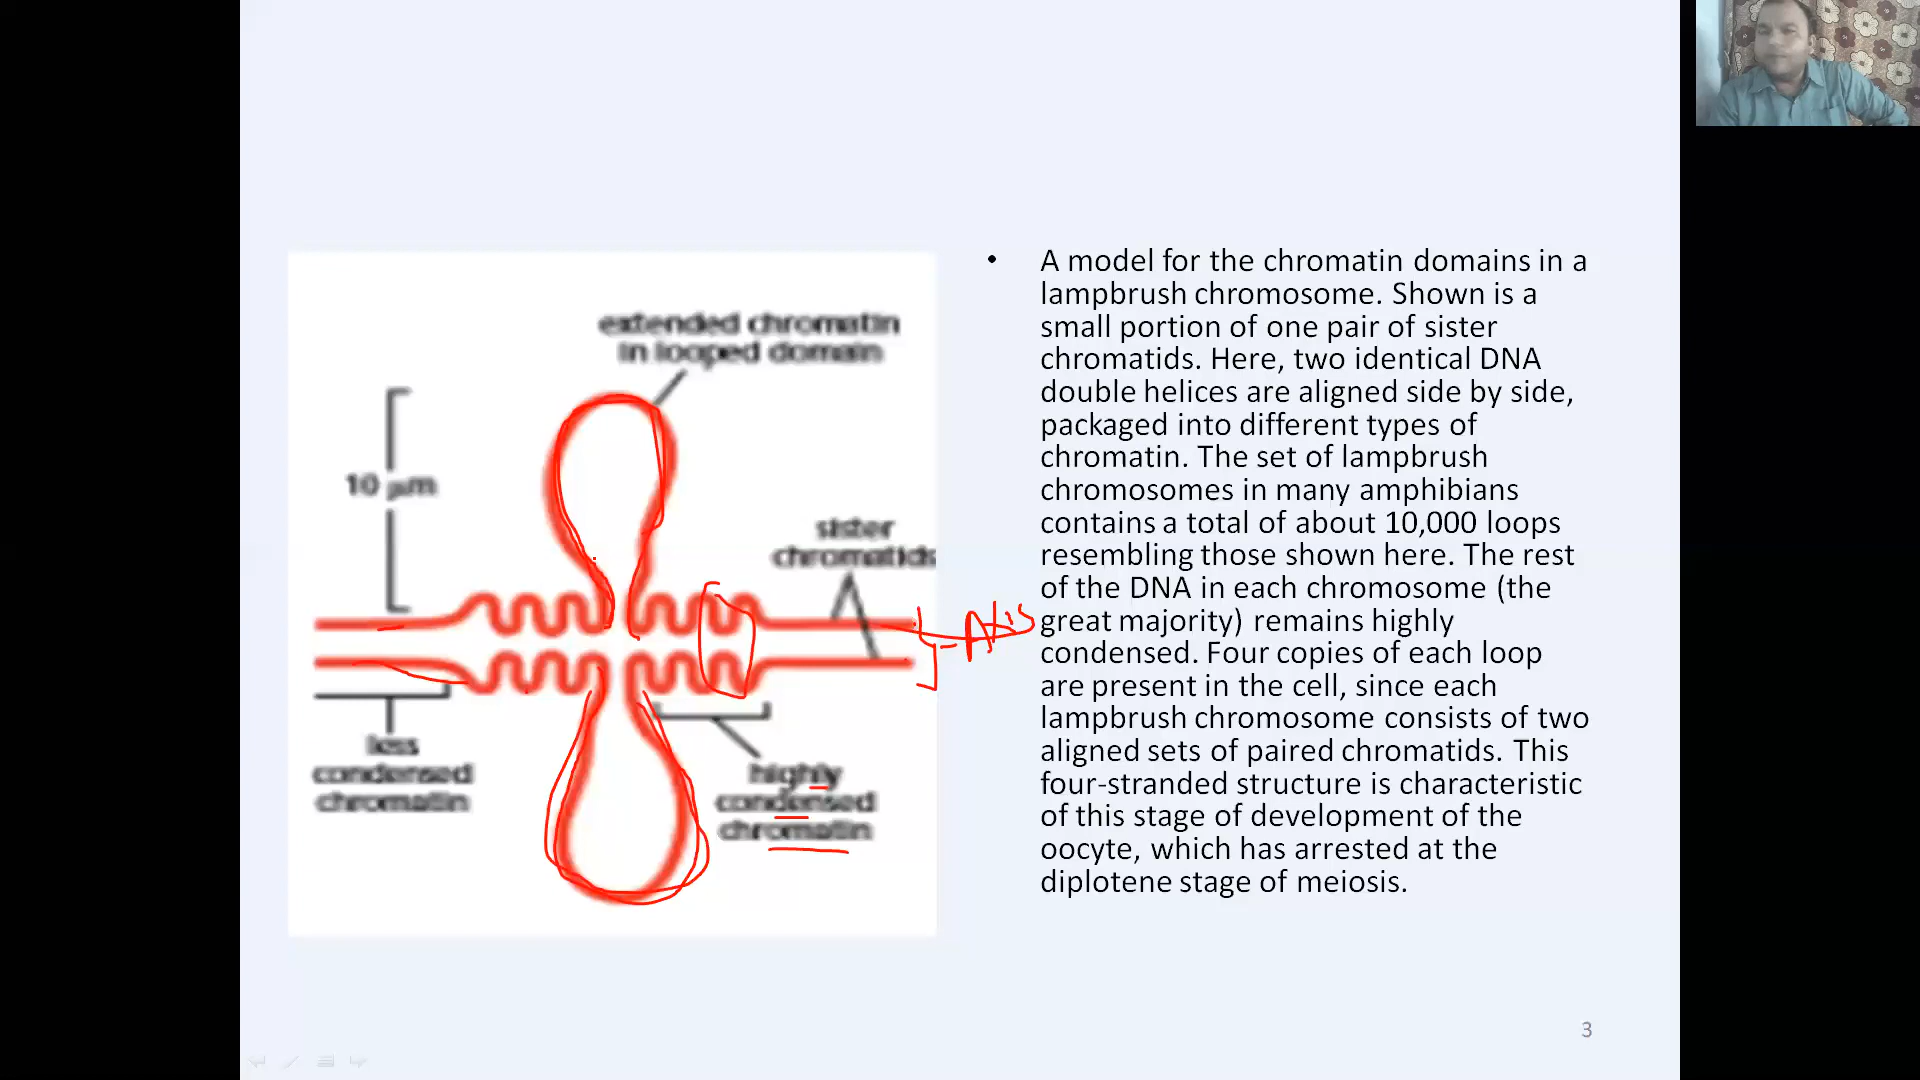 extended chromatin
in looped domain
10 μm
sister
chromatids
less
condensed
chromatin
highly
condensed
chromatin
Axis
• A model for the chromatin domains in a
lampbrush chromosome. Shown is a
small portion of one pair of sister
chromatids. Here, two identical DNA
double helices are aligned side by side,
packaged into different types of
chromatin. The set of lampbrush
chromosomes in many amphibians
contains a total of about 10,000 loops
resembling those shown here. The rest
of the DNA in each chromosome (the
great majority) remains highly
condensed. Four copies of each loop
are present in the cell, since each
lampbrush chromosome consists of two
aligned sets of paired chromatids. This
four-stranded structure is characteristic
of this stage of development of the
oocyte, which has arrested at the
diplotene stage of meiosis.
3